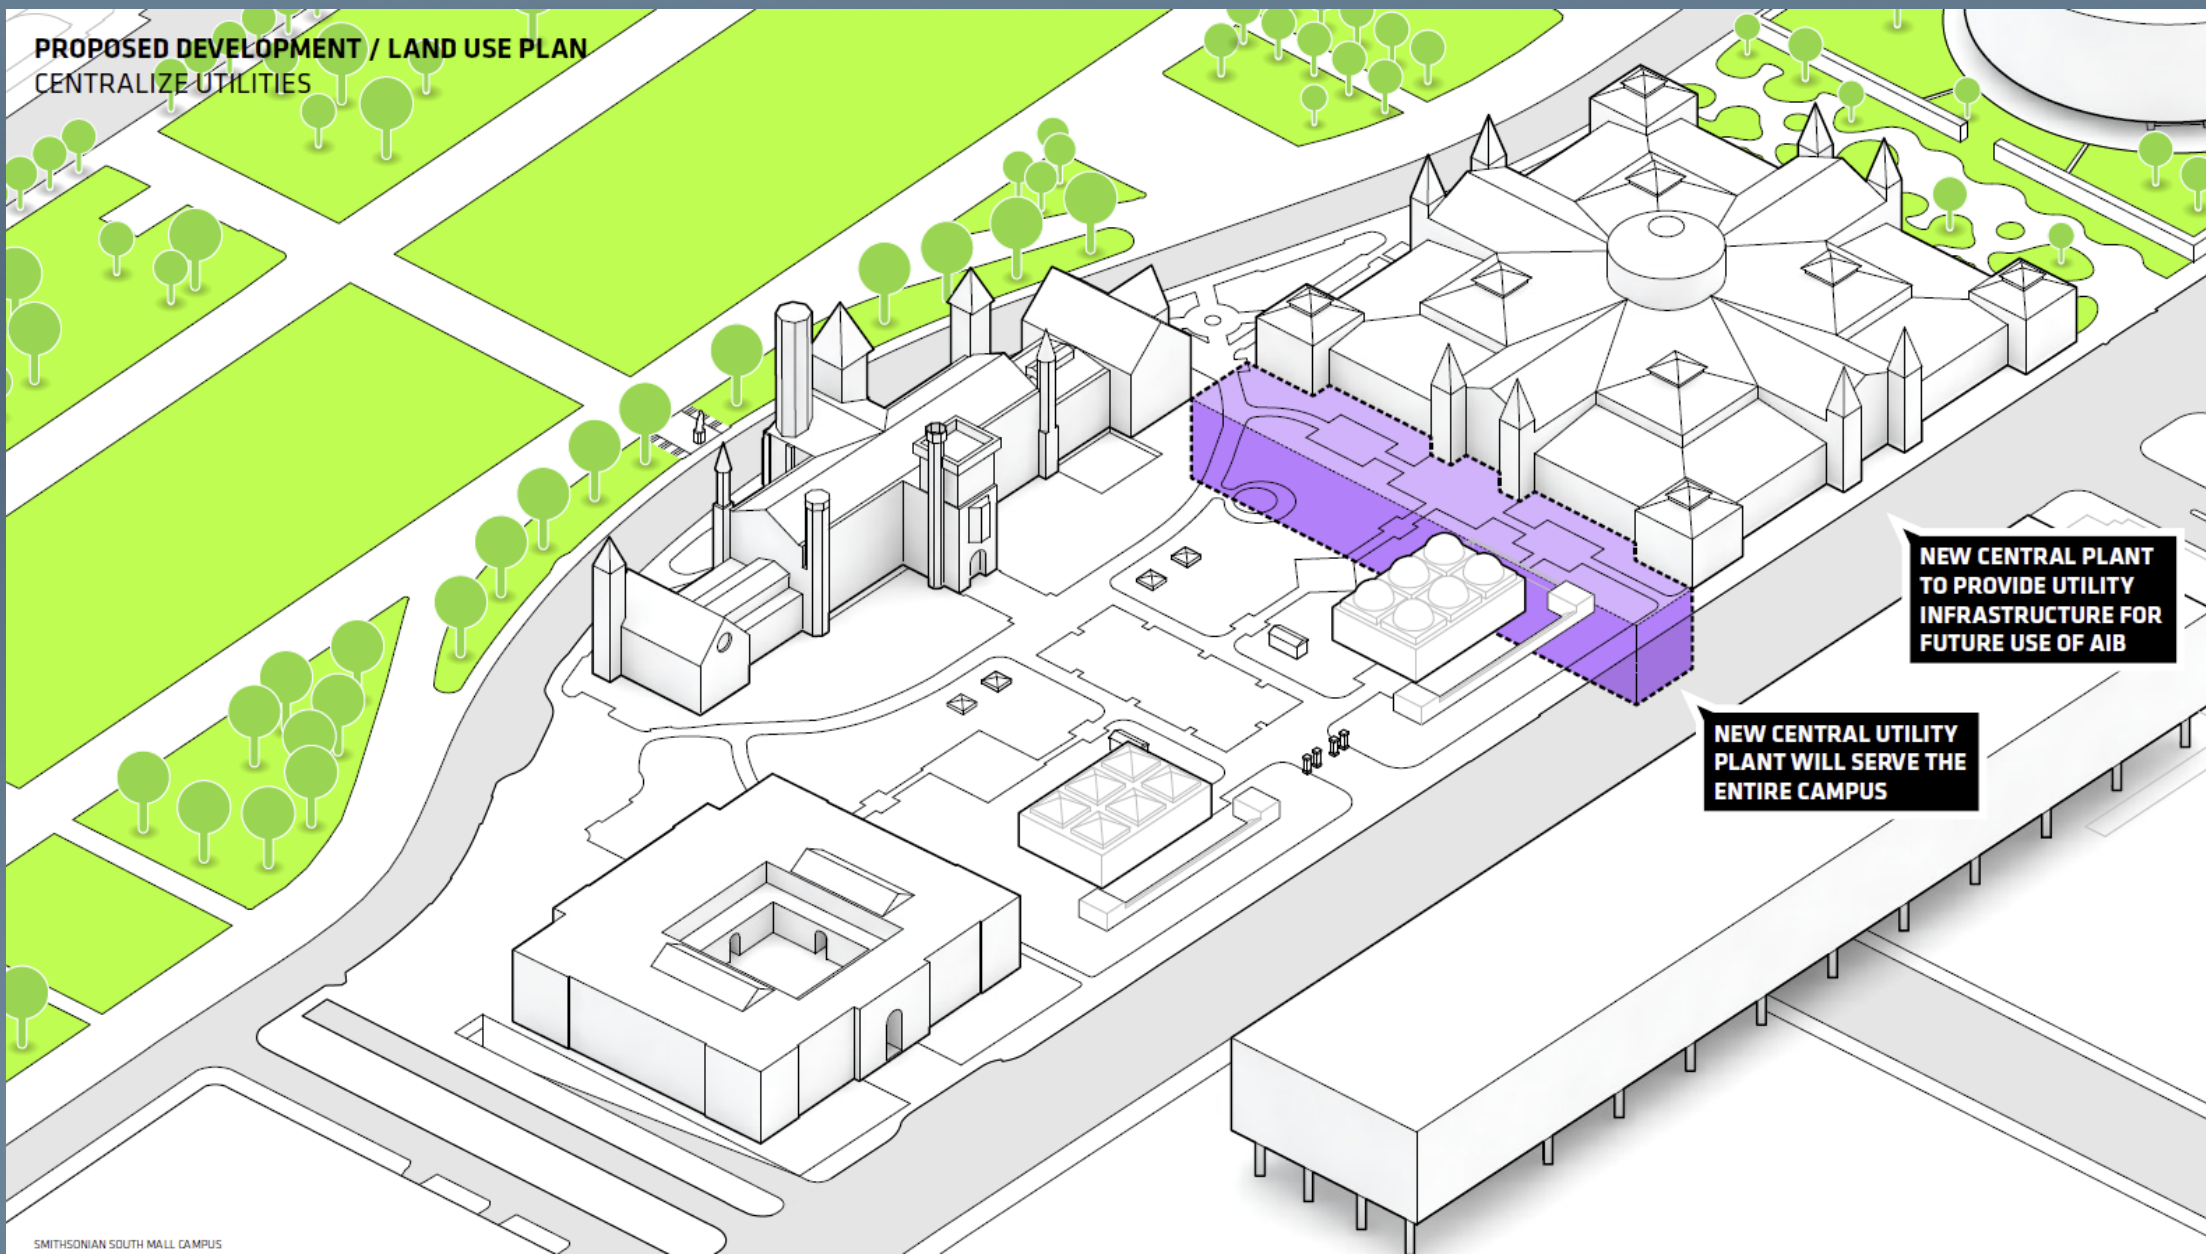 PROPOSED DEVELOPMENT / LAND USE PLAN
CENTRALIZE UTILITIES
NEW CENTRAL PLANT
TO PROVIDE UTILITY
INFRASTRUCTURE FOR
FUTURE USE OF AIB
NEW CENTRAL UTILITY
PLANT WILL SERVE THE
ENTIRE CAMPUS
SMITHSONIAN SOUTH MALL CAMPUS